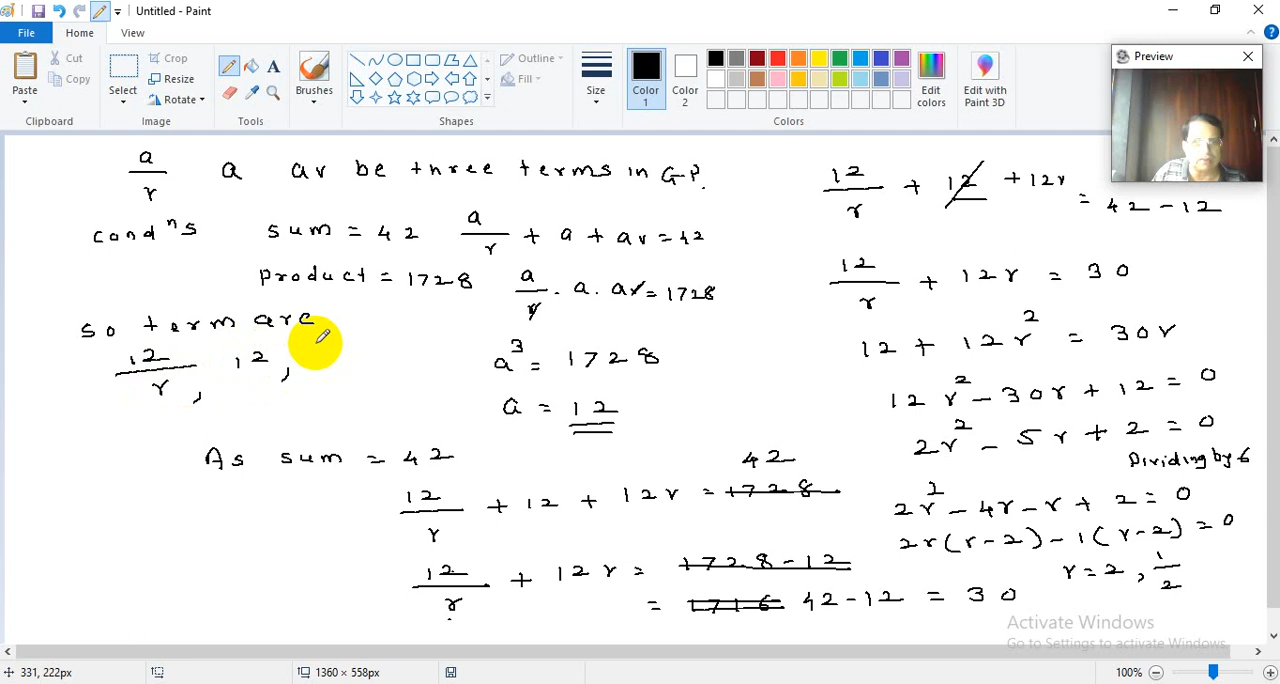 Untitled - Paint
File Home View
Paste Cut Copy
Clipboard
Select Crop Resize Rotate
Image
A
Tools
Brushes
Outline Fill
Shapes
Size
Color 1
Color 2
Edit colors
Edit with Paint 3D
Colors
Preview
a/r a ar be three terms in G.P.
condⁿs sum = 42 a/r + a + ar = 42
product = 1728 a/r . a . ar = 1728
so term are
12/r , 12 ,
a³ = 1728
a = 12
As sum = 42
42
12/r + 12 + 12r = 1728
12/r + 12r = 1728 - 12
= 1716 42 - 12 = 30
12/r + 12 + 12r = 42 - 12
12/r + 12r = 30
12 + 12r² = 30r
12r² - 30r + 12 = 0
2r² - 5r + 2 = 0
Dividing by 6
2r² - 4r - r + 2 = 0
2r(r-2) - 1(r-2) = 0
r = 2, 1/2
Activate Windows
Go to Settings to activate Windows.
331, 222px
1360 × 558px
100%